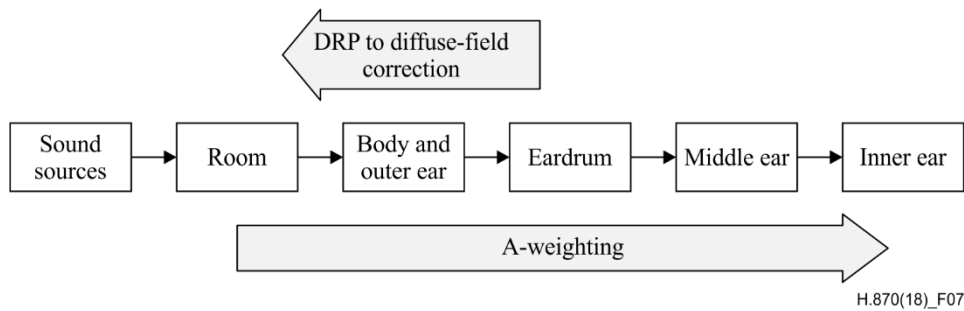 DRP to diffuse-field
correction
Sound
sources
Room
Body and
outer ear
Eardrum
Middle ear
Inner ear
A-weighting
H.870(18)_F07